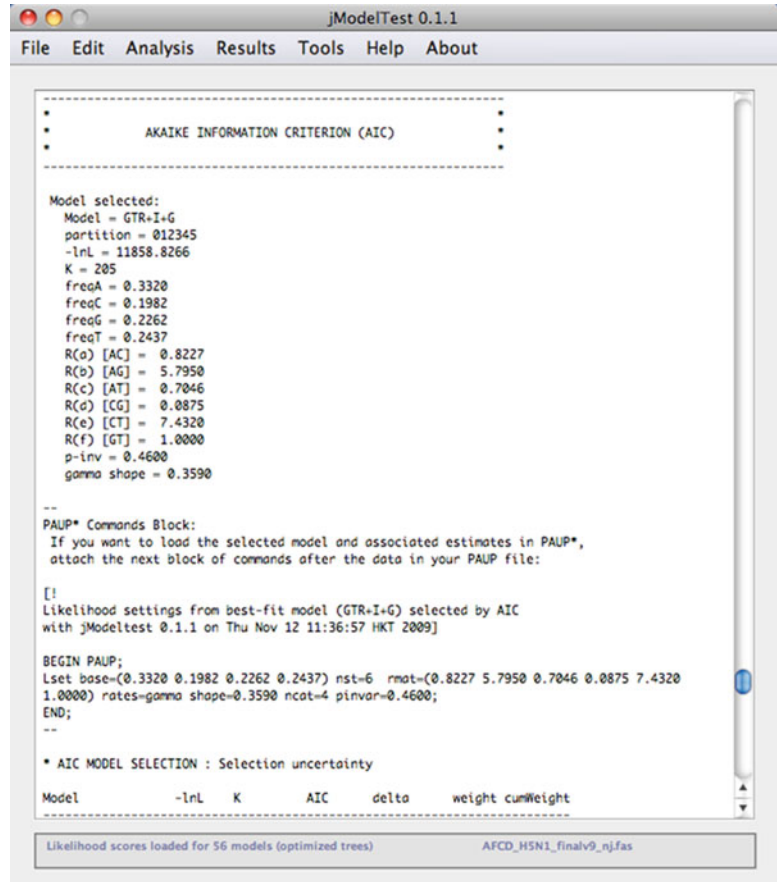 jModelTest 0.1.1
File Edit Analysis Results Tools Help About
---------------------------------------------------------------
* *
* AKAIKE INFORMATION CRITERION (AIC) *
* *
---------------------------------------------------------------
Model selected:
Model = GTR+I+G
partition = 012345
-lnL = 11858.8266
K = 205
freqA = 0.3320
freqC = 0.1982
freqG = 0.2262
freqT = 0.2437
R(a) [AC] = 0.8227
R(b) [AG] = 5.7950
R(c) [AT] = 0.7046
R(d) [CG] = 0.0875
R(e) [CT] = 7.4320
R(f) [GT] = 1.0000
p-inv = 0.4600
gamma shape = 0.3590
--
PAUP* Commands Block:
If you want to load the selected model and associated estimates in PAUP*,
attach the next block of commands after the data in your PAUP file:
[!
Likelihood settings from best-fit model (GTR+I+G) selected by AIC
with jModeltest 0.1.1 on Thu Nov 12 11:36:57 HKT 2009]
BEGIN PAUP;
Lset base=(0.3320 0.1982 0.2262 0.2437) nst=6 rmat=(0.8227 5.7950 0.7046 0.0875 7.4320
1.0000) rates=gamma shape=0.3590 ncat=4 pinvar=0.4600;
END;
--
* AIC MODEL SELECTION : Selection uncertainty
Model -lnL K AIC delta weight cumWeight
---------------------------------------------------------------
Likelihood scores loaded for 56 models (optimized trees) AFCD_H5N1_finalv9_nj.fas